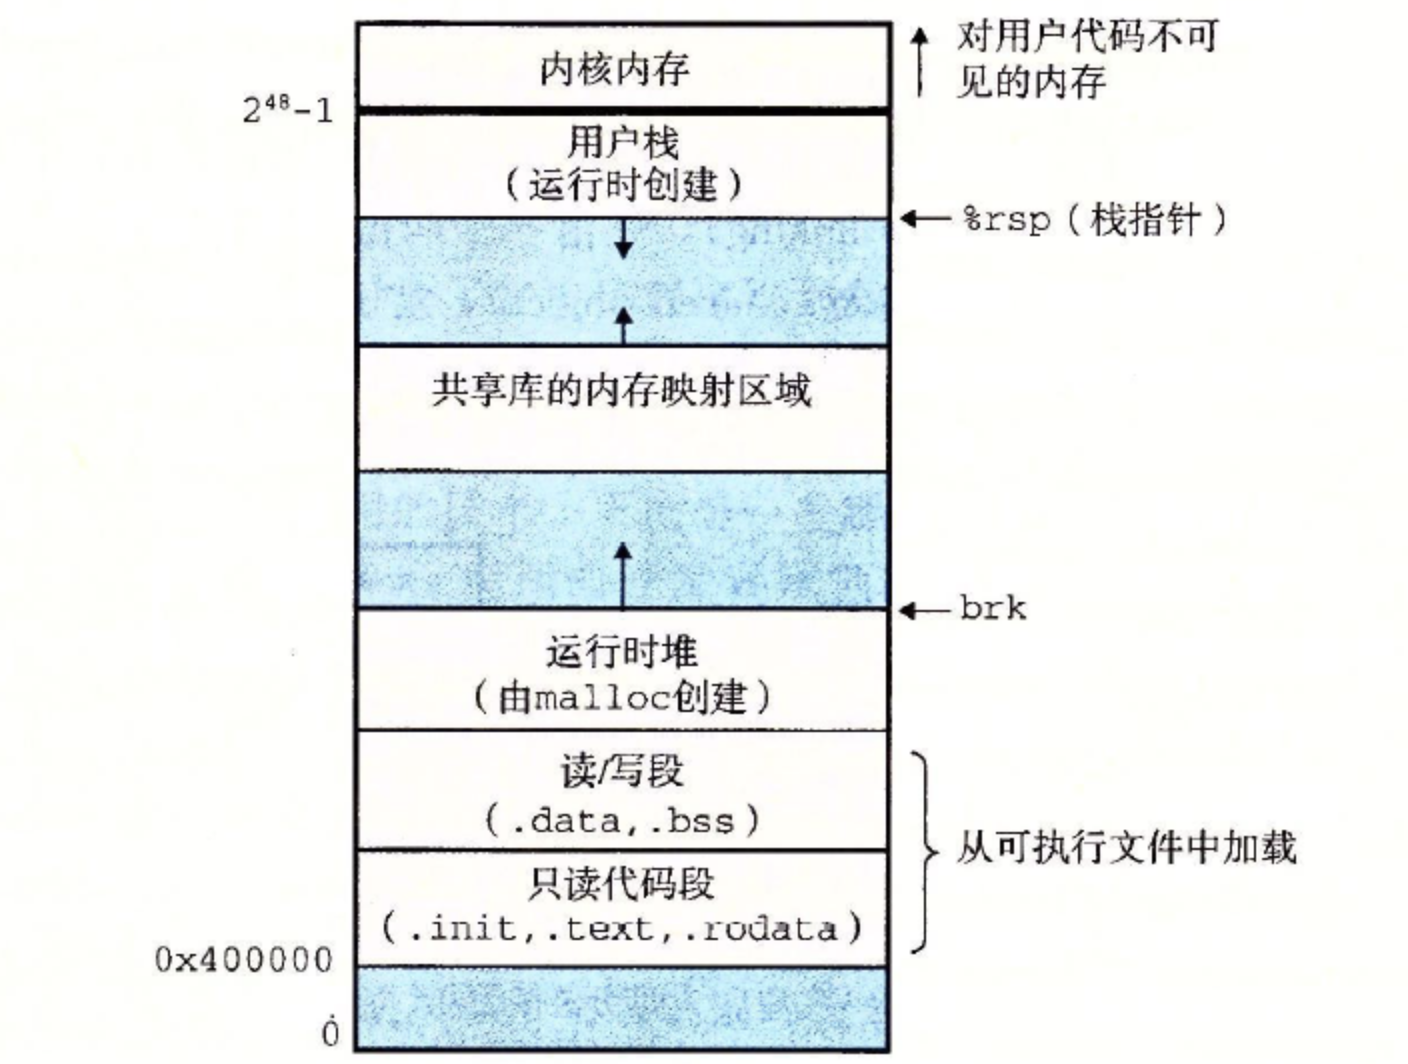 内核内存
对用户代码不可
见的内存
2⁴⁸-1
用户栈
(运行时创建)
%rsp(栈指针)
共享库的内存映射区域
brk
运行时堆
(由malloc创建)
读/写段
(.data,.bss)
从可执行文件中加载
只读代码段
(.init,.text,.rodata)
0x400000
0